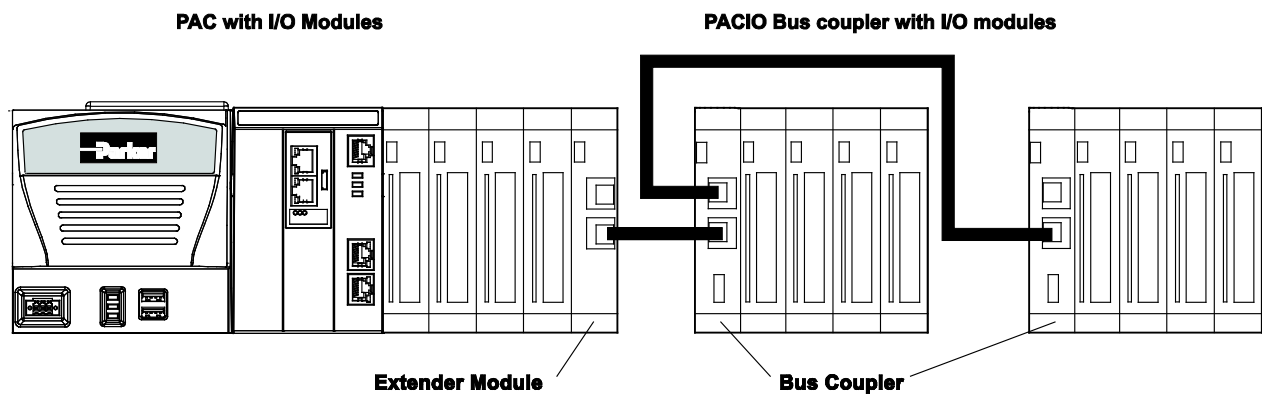 PAC with I/O Modules
PACIO Bus coupler with I/O modules
Parker
Extender Module
Bus Coupler